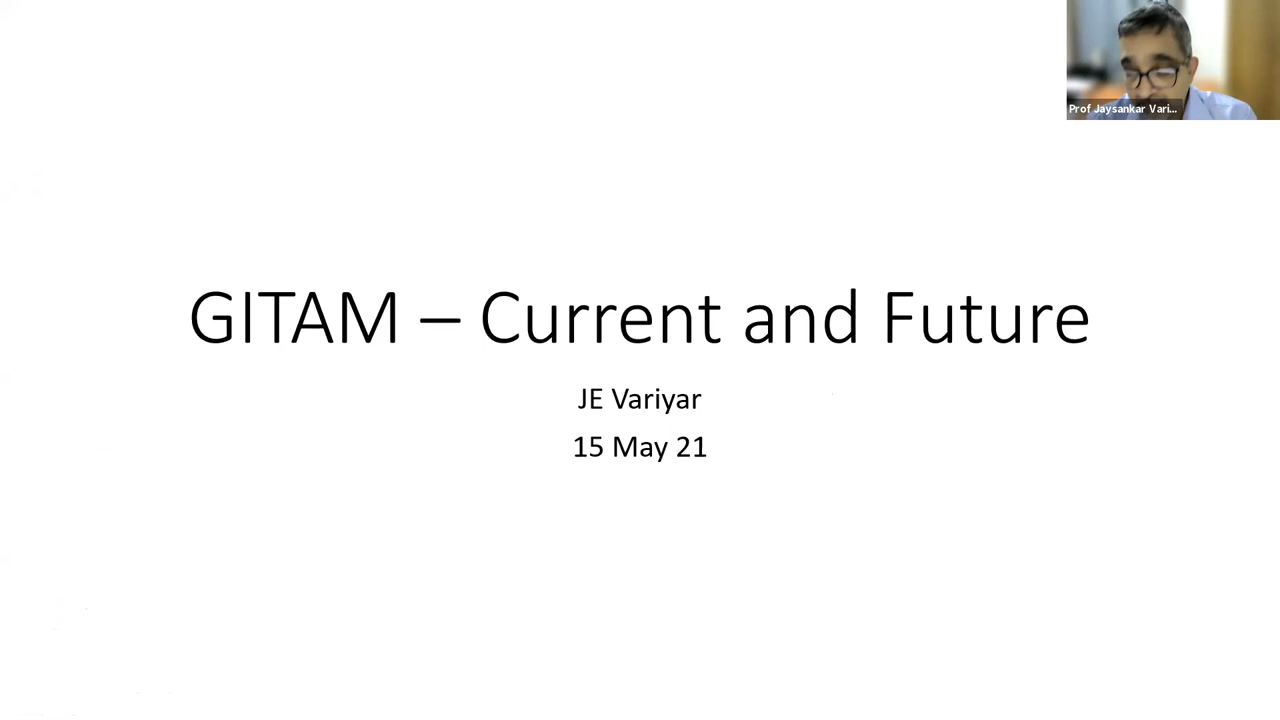 Prof Jaysankar Vari...
GITAM – Current and Future
JE Variyar
15 May 21